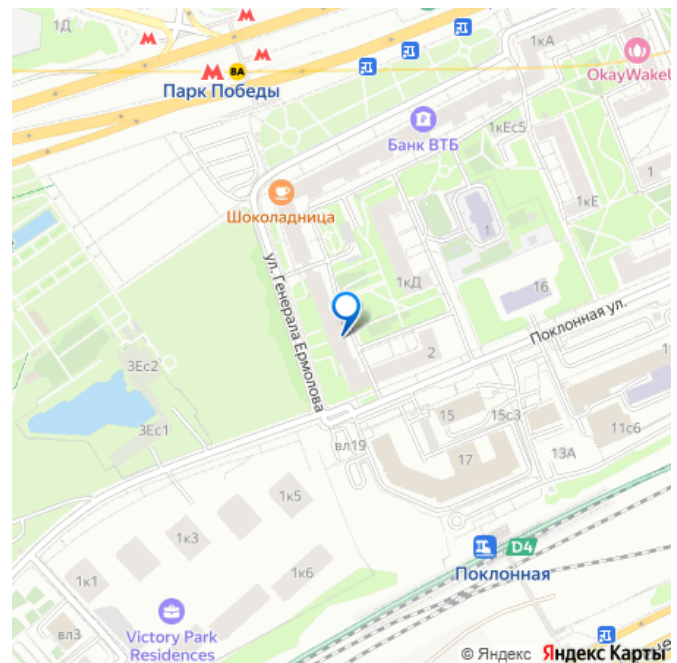 1Д
1кА
М
М
М
М
8А
Парк Победы
OkayWakeU
Банк ВТБ
1кЕс5
1
Шоколадница
1кЕ
1
ул. Генерала Ермолова
1кД
16
Поклонная ул.
3Ес2
2
1
3Ес1
15
15с3
11с6
вл19
17
13А
1к5
1к3
D4
Поклонная
1к1
1к6
вл3
Victory Park
Residences
© Яндекс Яндекс Карты